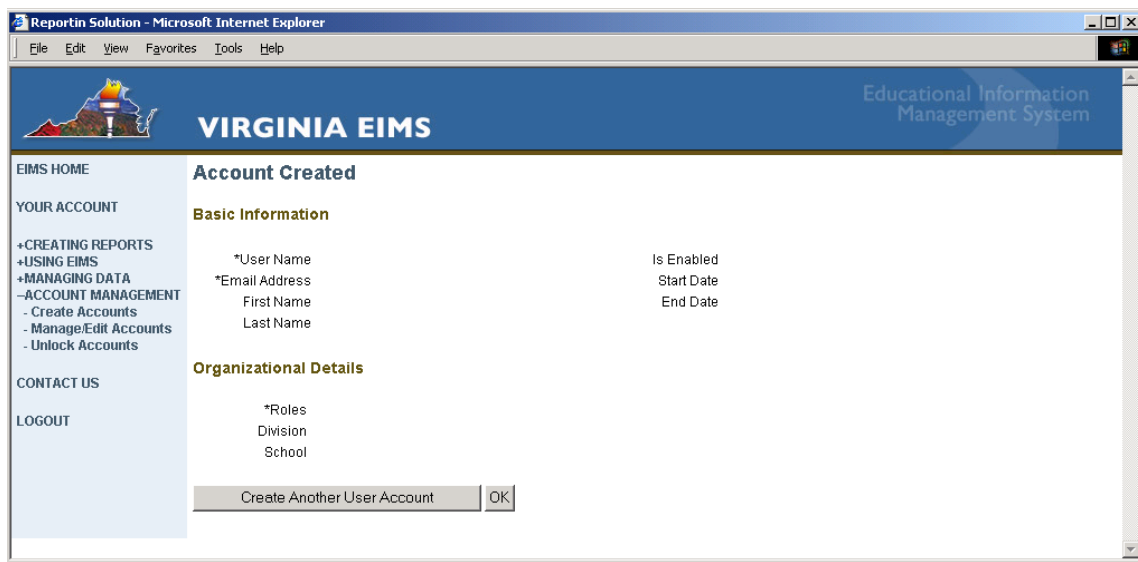 Reportin Solution - Microsoft Internet Explorer
File Edit View Favorites Tools Help
VIRGINIA EIMS
Educational Information
Management System
EIMS HOME
YOUR ACCOUNT
+CREATING REPORTS
+USING EIMS
+MANAGING DATA
–ACCOUNT MANAGEMENT
- Create Accounts
- Manage/Edit Accounts
- Unlock Accounts
CONTACT US
LOGOUT
Account Created
Basic Information
*User Name
*Email Address
First Name
Last Name
Is Enabled
Start Date
End Date
Organizational Details
*Roles
Division
School
Create Another User Account OK